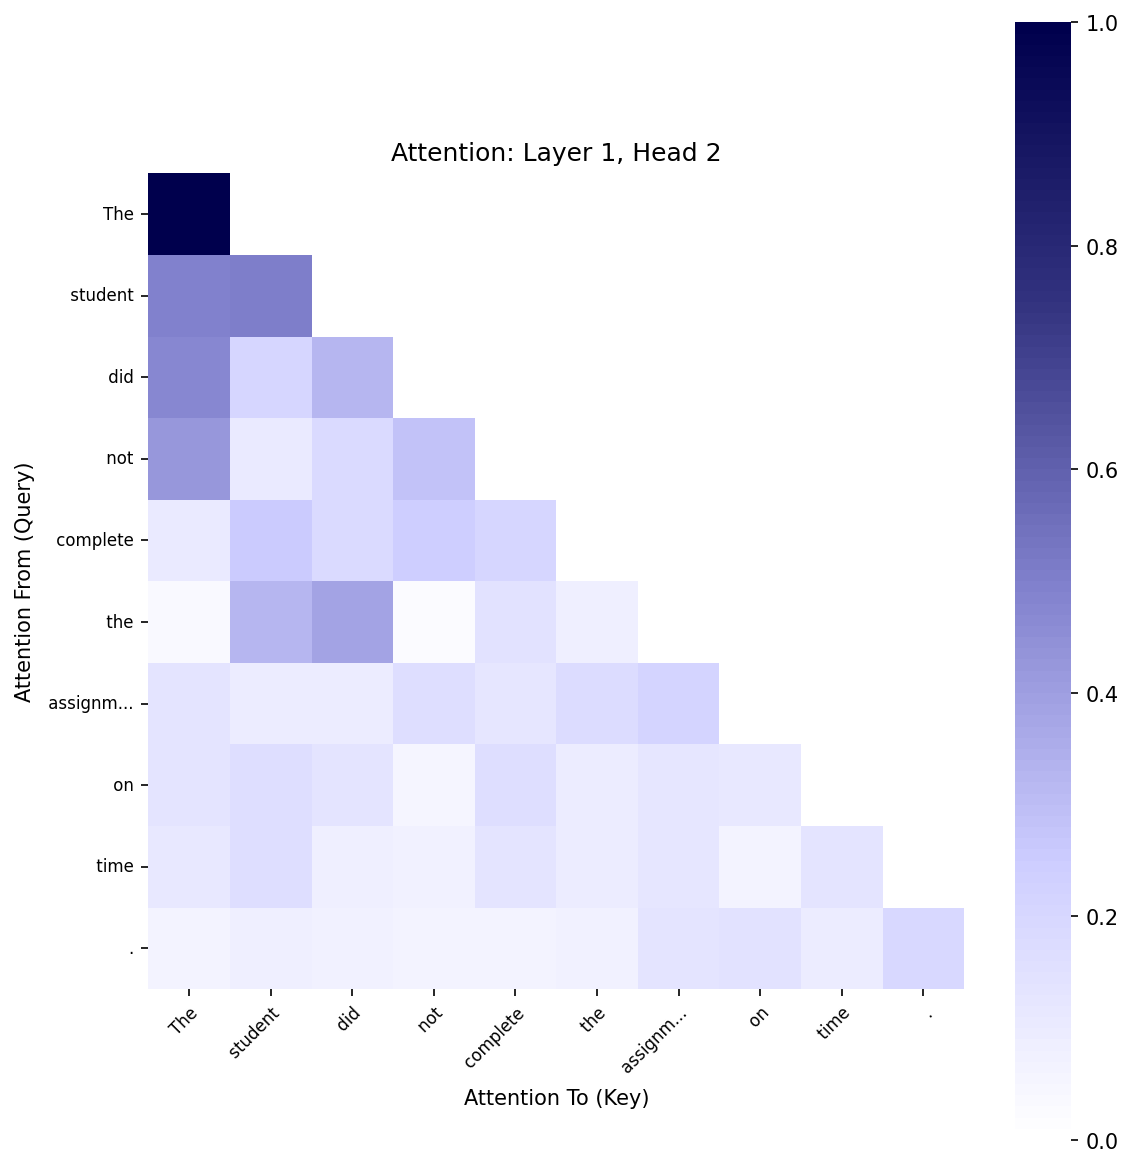 Attention: Layer 1, Head 2
Attention From (Query)
The
student
did
not
complete
the
assignm...
on
time
.
The
student
did
not
complete
the
assignm...
on
time
.
Attention To (Key)
1.0
0.8
0.6
0.4
0.2
0.0